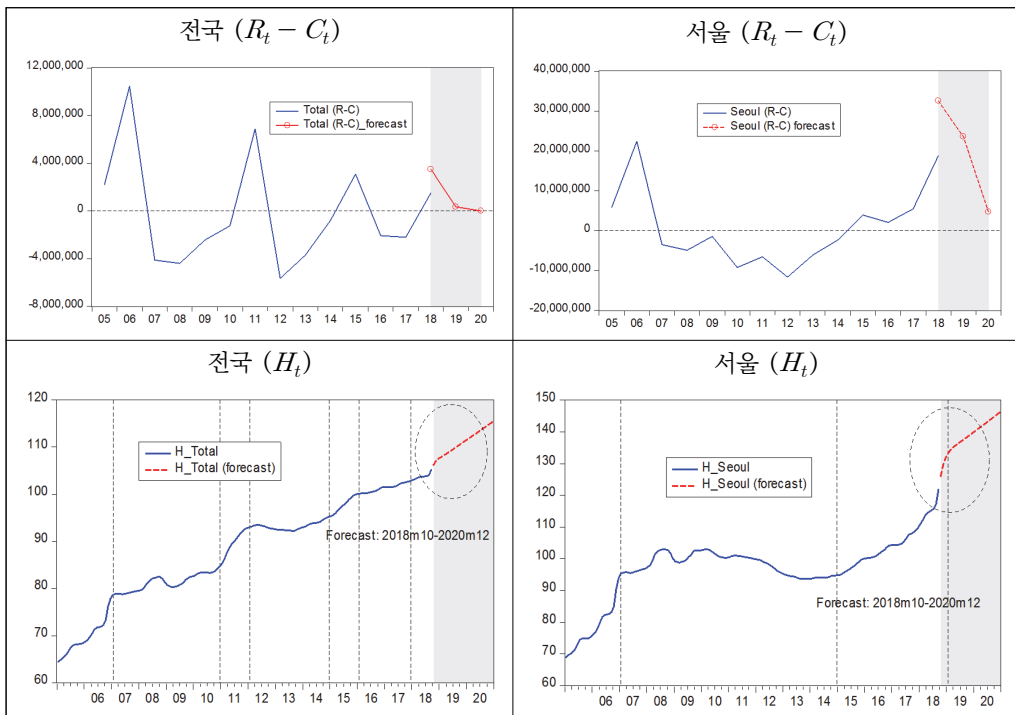 전국 (R_t − C_t)
12,000,000
8,000,000
4,000,000
0
-4,000,000
-8,000,000
Total (R-C)
Total (R-C)_forecast
05 06 07 08 09 10 11 12 13 14 15 16 17 18 19 20
서울 (R_t − C_t)
40,000,000
30,000,000
20,000,000
10,000,000
0
-10,000,000
-20,000,000
Seoul (R-C)
Seoul (R-C) forecast
05 06 07 08 09 10 11 12 13 14 15 16 17 18 19 20
전국 (H_t)
120
110
100
90
80
70
60
H_Total
H_Total (forecast)
Forecast: 2018m10-2020m12
06 07 08 09 10 11 12 13 14 15 16 17 18 19 20
서울 (H_t)
150
140
130
120
110
100
90
80
70
60
H_Seoul
H_Seoul (forecast)
Forecast: 2018m10-2020m12
06 07 08 09 10 11 12 13 14 15 16 17 18 19 20